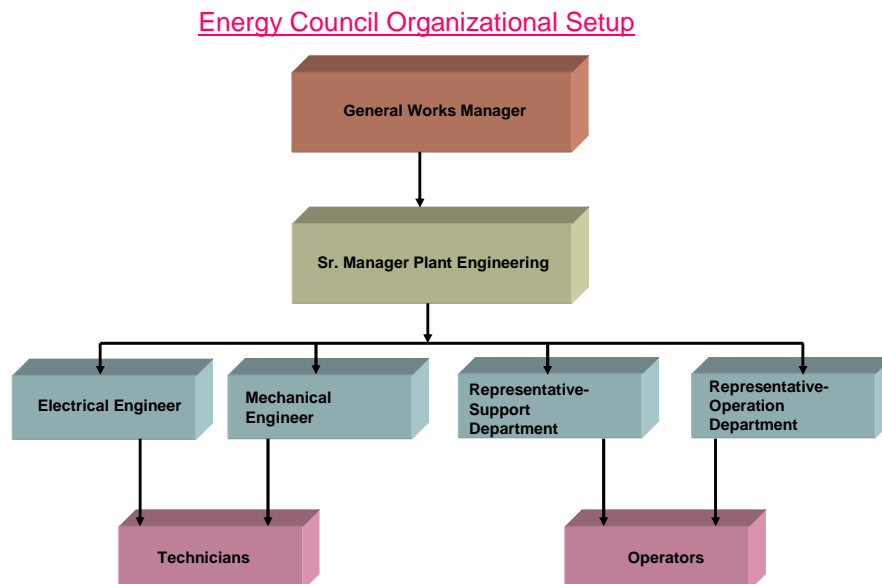 Energy Council Organizational Setup
General Works Manager
Sr. Manager Plant Engineering
Electrical Engineer
Mechanical
Engineer
Representative-
Support
Department
Representative-
Operation
Department
Technicians
Operators